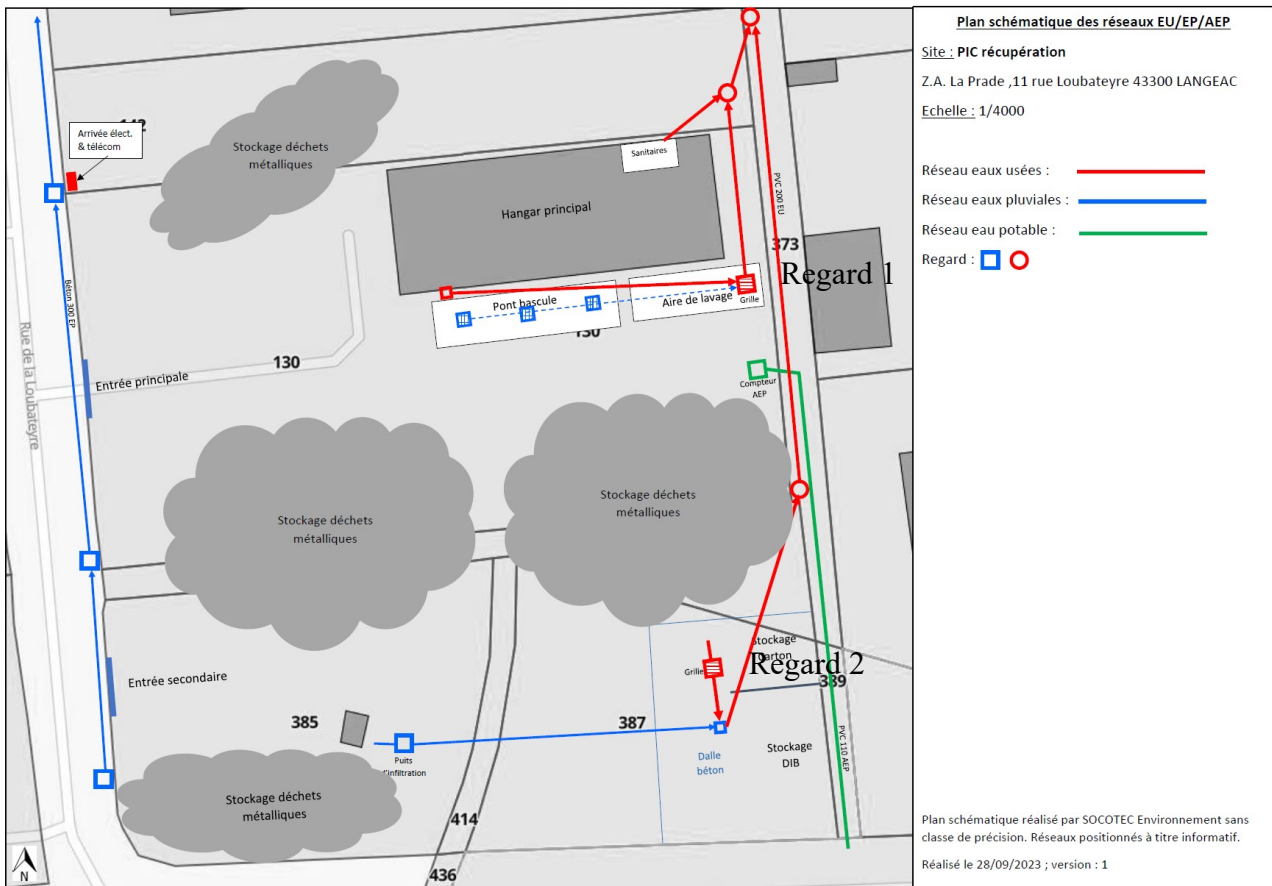 142
Arrivée élect.
& télécom
Stockage déchets
métalliques
Sanitaires
Hangar principal
PVC 200 EU
373
Regard 1
Pont bascule
Aire de lavage
Grille
130
Béton 300 EP
Rue de la Loubateyre
Entrée principale
130
Compteur
AEP
Stockage déchets
métalliques
Stockage déchets
métalliques
Stockage
Carton
Grille
Regard 2
389
Entrée secondaire
385
387
Puits
d'infiltration
Dalle
béton
Stockage
DIB
PVC 110 AEP
Stockage déchets
métalliques
414
436
N
Plan schématique des réseaux EU/EP/AEP
Site : PIC récupération
Z.A. La Prade ,11 rue Loubateyre 43300 LANGEAC
Echelle : 1/4000
Réseau eaux usées :
Réseau eaux pluviales :
Réseau eau potable :
Regard :
Plan schématique réalisé par SOCOTEC Environnement sans
classe de précision. Réseaux positionnés à titre informatif.
Réalisé le 28/09/2023 ; version : 1